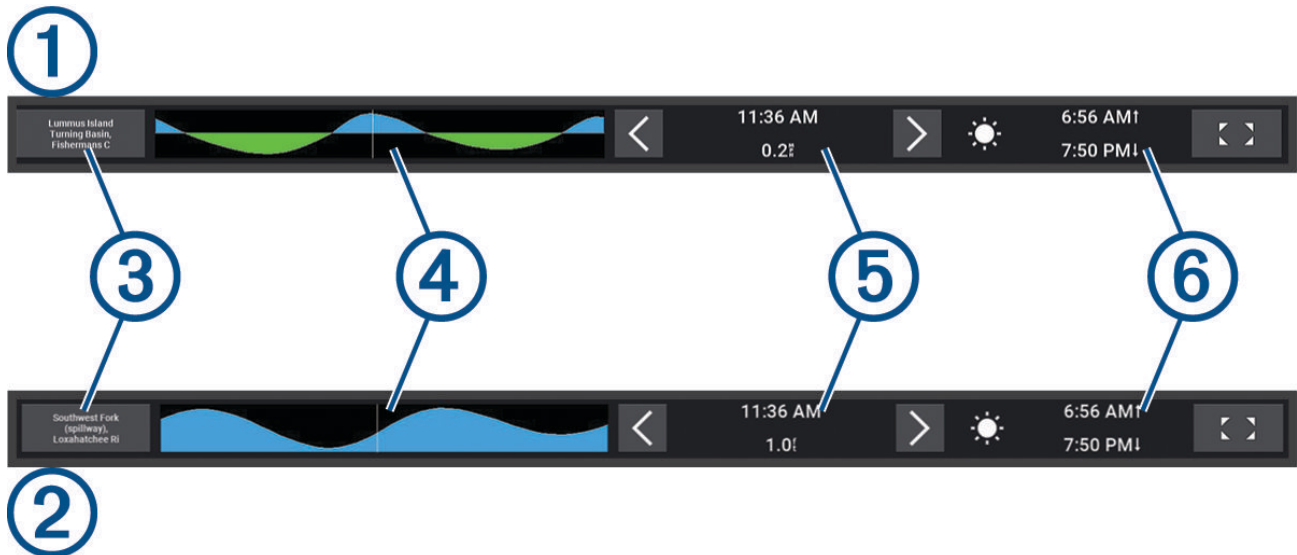 1
Lummus Island
Turning Basin,
Fishermans C
11:36 AM
0.2
6:56 AM↑
7:50 PM↓
3
4
5
6
Southwest Fork
(spillway),
Loxahatchee Ri
11:36 AM
1.0
6:56 AM↑
7:50 PM↓
2